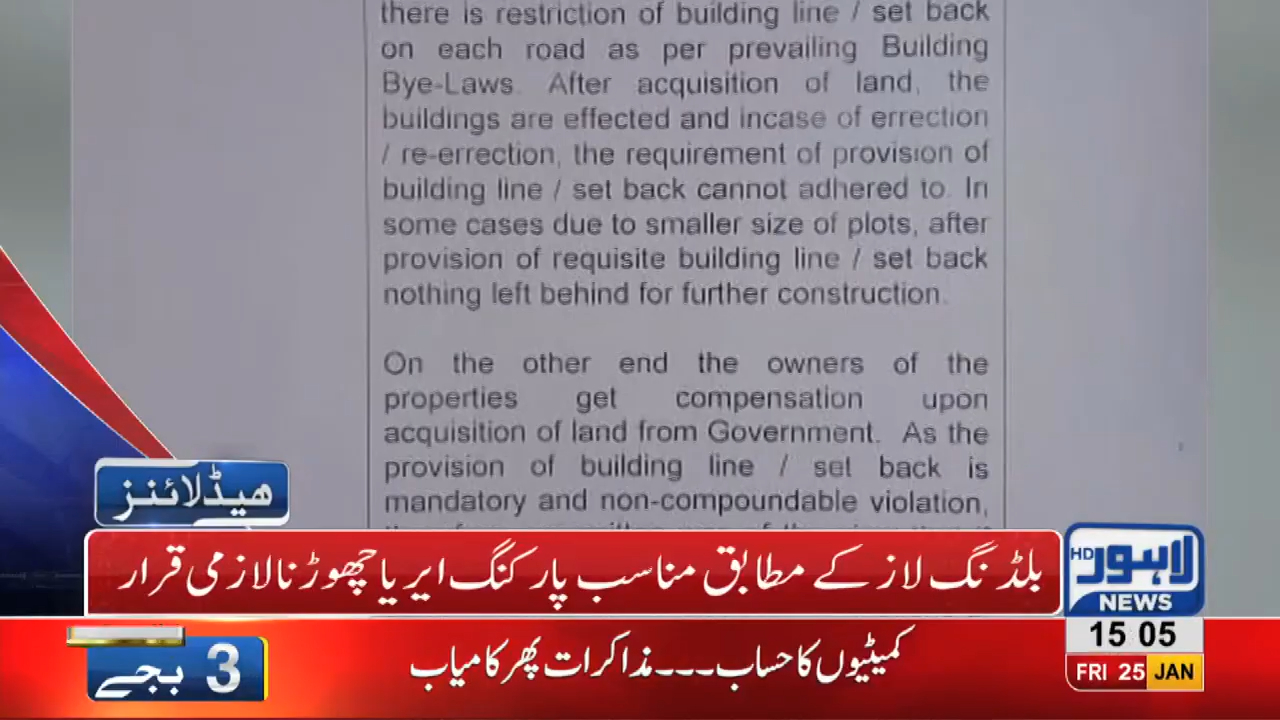 there is restriction of building line / set back
on each road as per prevailing Building
Bye-Laws. After acquisition of land, the
buildings are effected and incase of errection
/ re-errection, the requirement of provision of
building line / set back cannot adhered to. In
some cases due to smaller size of plots, after
provision of requisite building line / set back
nothing left behind for further construction.
On the other end the owners of the
properties get compensation upon
acquisition of land from Government. As the
provision of building line / set back is
mandatory and non-compoundable violation,
ہیڈلائنز
بلڈنگ لاز کے مطابق مناسب پارکنگ ایریا چھوڑنا لازمی قرار
لاہور HD
NEWS
15 05
FRI 25 JAN
3 بجے
کمیٹیوں کا حساب۔۔۔مذاکرات پھر کامیاب